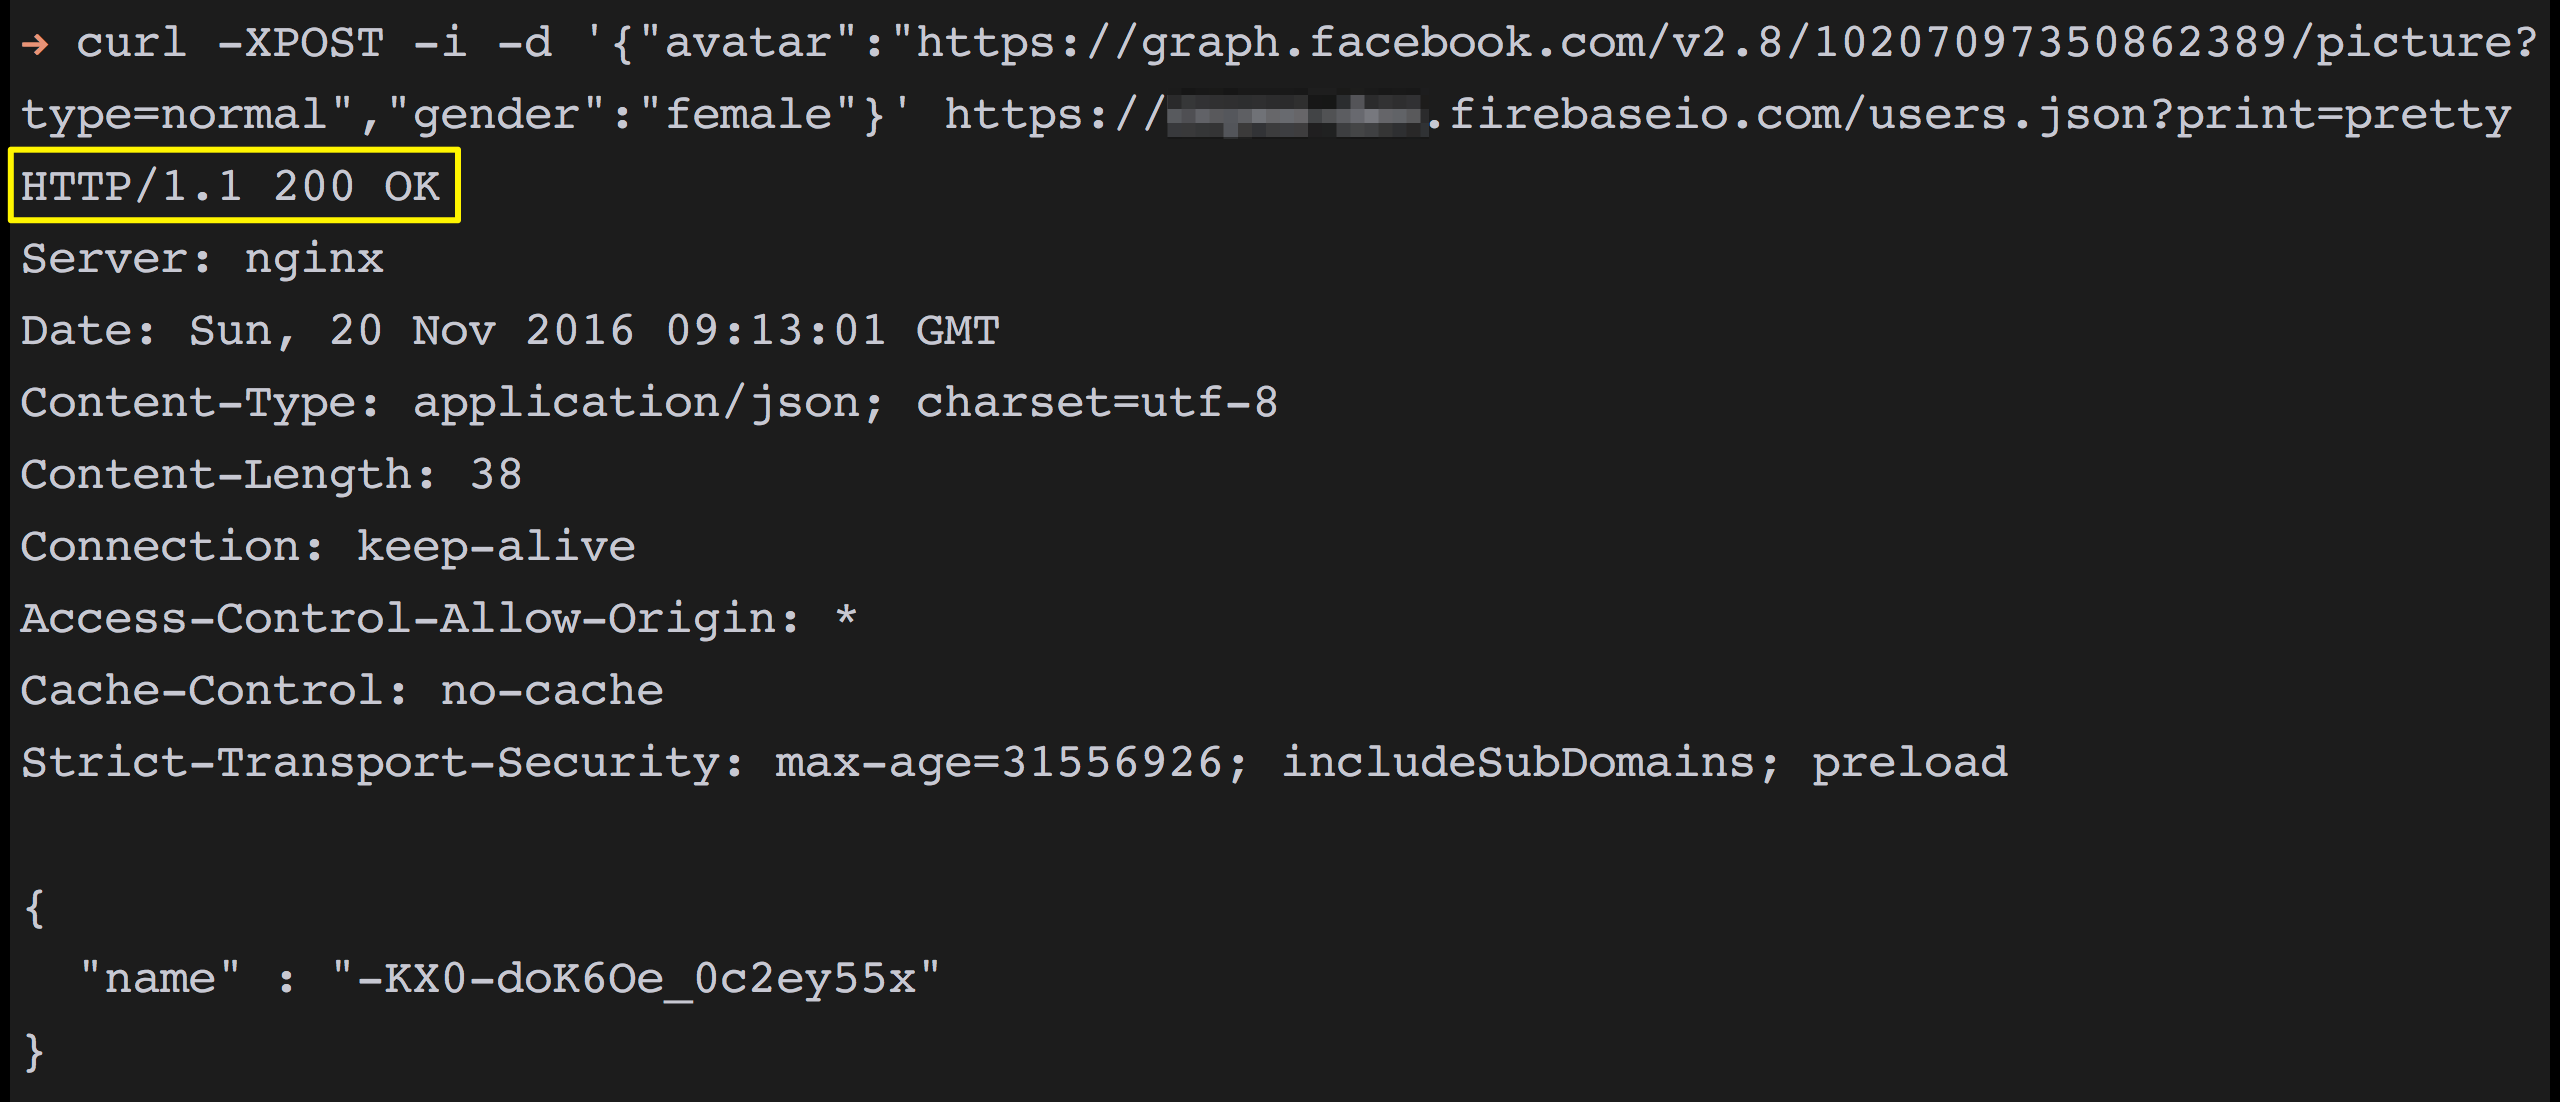 → curl -XPOST -i -d '{"avatar":"https://graph.facebook.com/v2.8/10207097350862389/picture?
type=normal","gender":"female"}' https://.firebaseio.com/users.json?print=pretty
HTTP/1.1 200 OK
Server: nginx
Date: Sun, 20 Nov 2016 09:13:01 GMT
Content-Type: application/json; charset=utf-8
Content-Length: 38
Connection: keep-alive
Access-Control-Allow-Origin: *
Cache-Control: no-cache
Strict-Transport-Security: max-age=31556926; includeSubDomains; preload
{
"name" : "-KX0-doK6Oe_0c2ey55x"
}